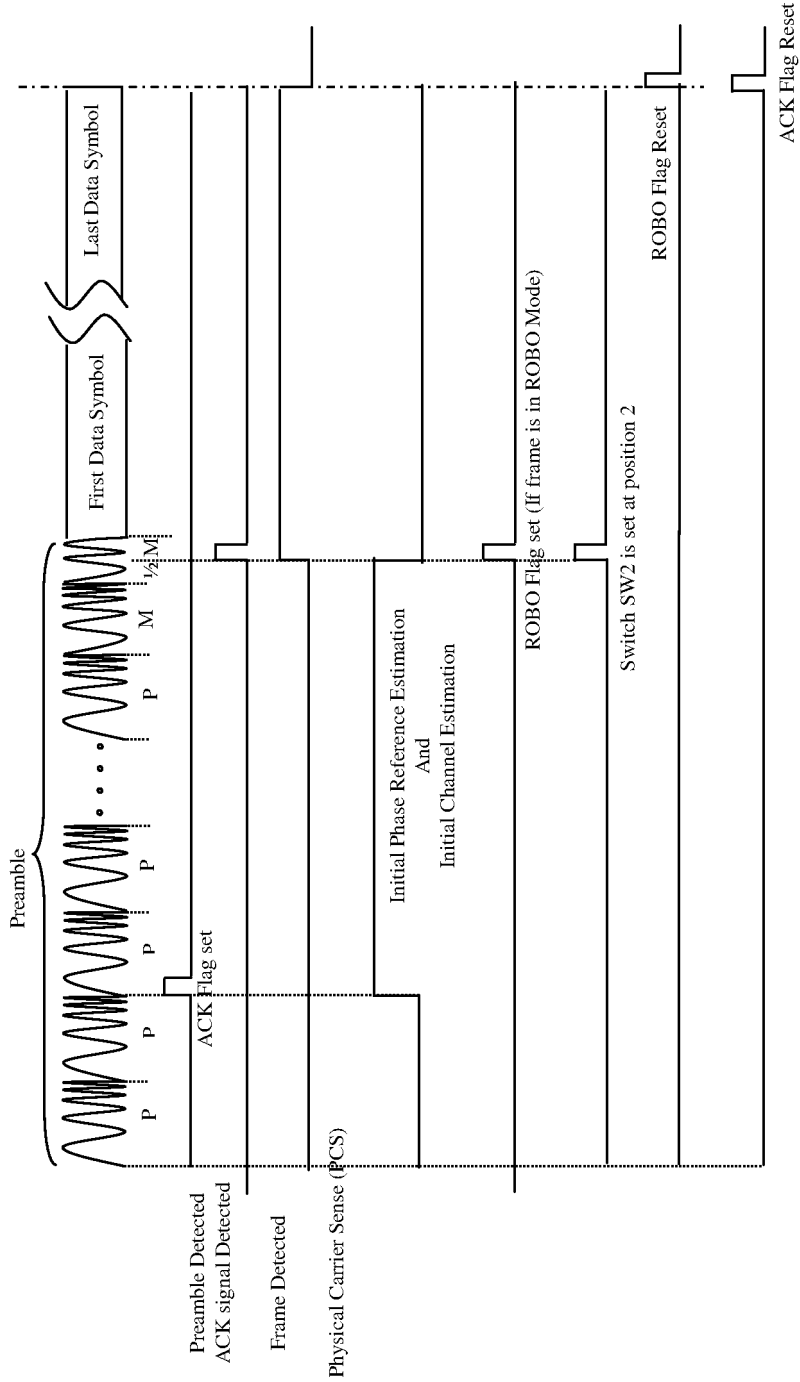 Preamble
P
P
P
P
P
M
½ M
First Data Symbol
Last Data Symbol
Preamble Detected
ACK signal Detected
ACK Flag set
Frame Detected
Physical Carrier Sense (PCS)
Initial Phase Reference Estimation
And
Initial Channel Estimation
ROBO Flag set (If frame is in ROBO Mode)
Switch SW2 is set at position 2
ROBO Flag Reset
ACK Flag Reset